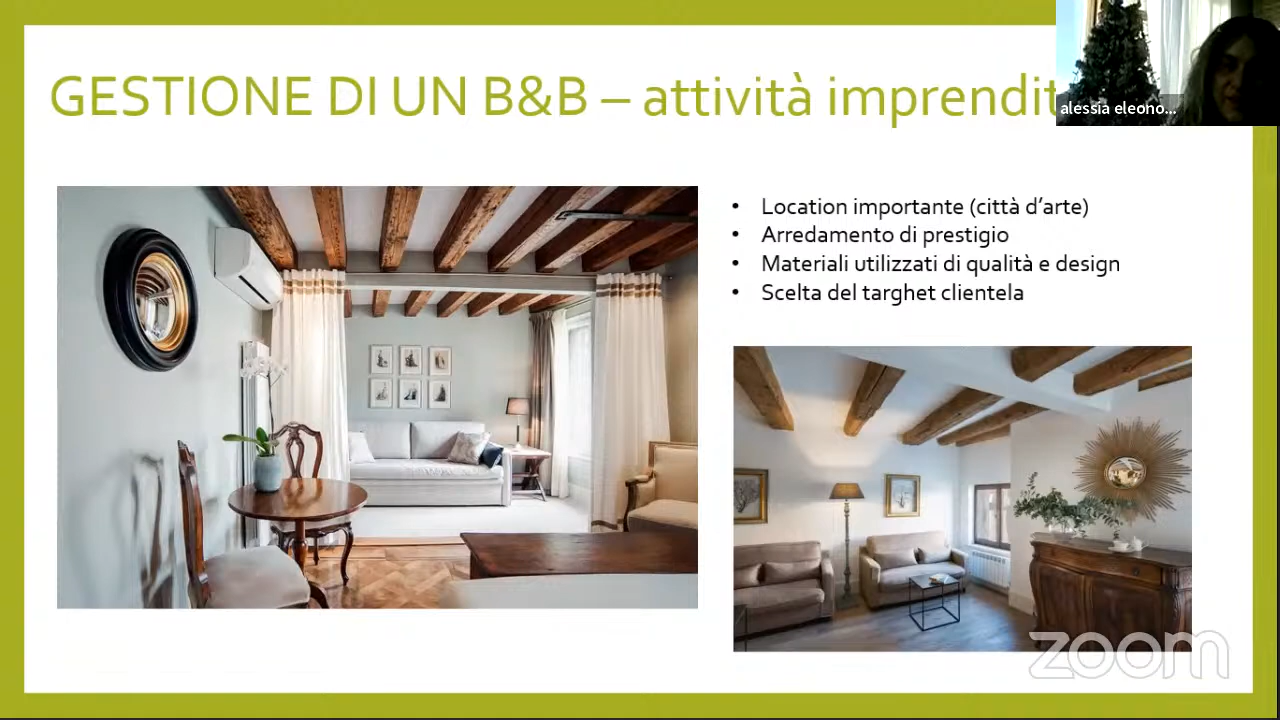 GESTIONE DI UN B&B – attività imprendit
alessia eleono...
• Location importante (città d'arte)
• Arredamento di prestigio
• Materiali utilizzati di qualità e design
• Scelta del targhet clientela
zoom